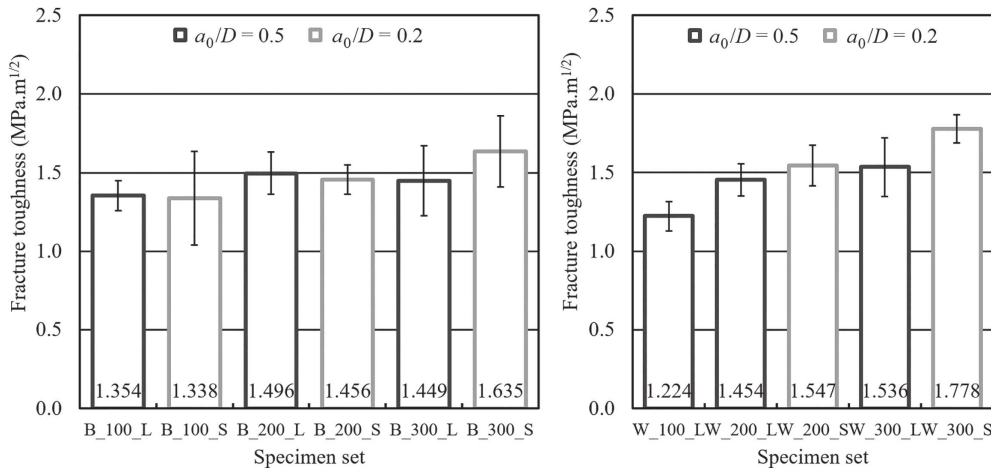 2.5
a₀/D = 0.5 a₀/D = 0.2
2.0
1.5
1.0
0.5
0.0
Fracture toughness (MPa.m¹/²)
1.354 1.338 1.496 1.456 1.449 1.635
B_100_L B_100_S B_200_L B_200_S B_300_L B_300_S
Specimen set
2.5
a₀/D = 0.5 a₀/D = 0.2
2.0
1.5
1.0
0.5
0.0
Fracture toughness (MPa.m¹/²)
1.224 1.454 1.547 1.536 1.778
W_100_L W_200_L W_200_S W_300_L W_300_S
Specimen set